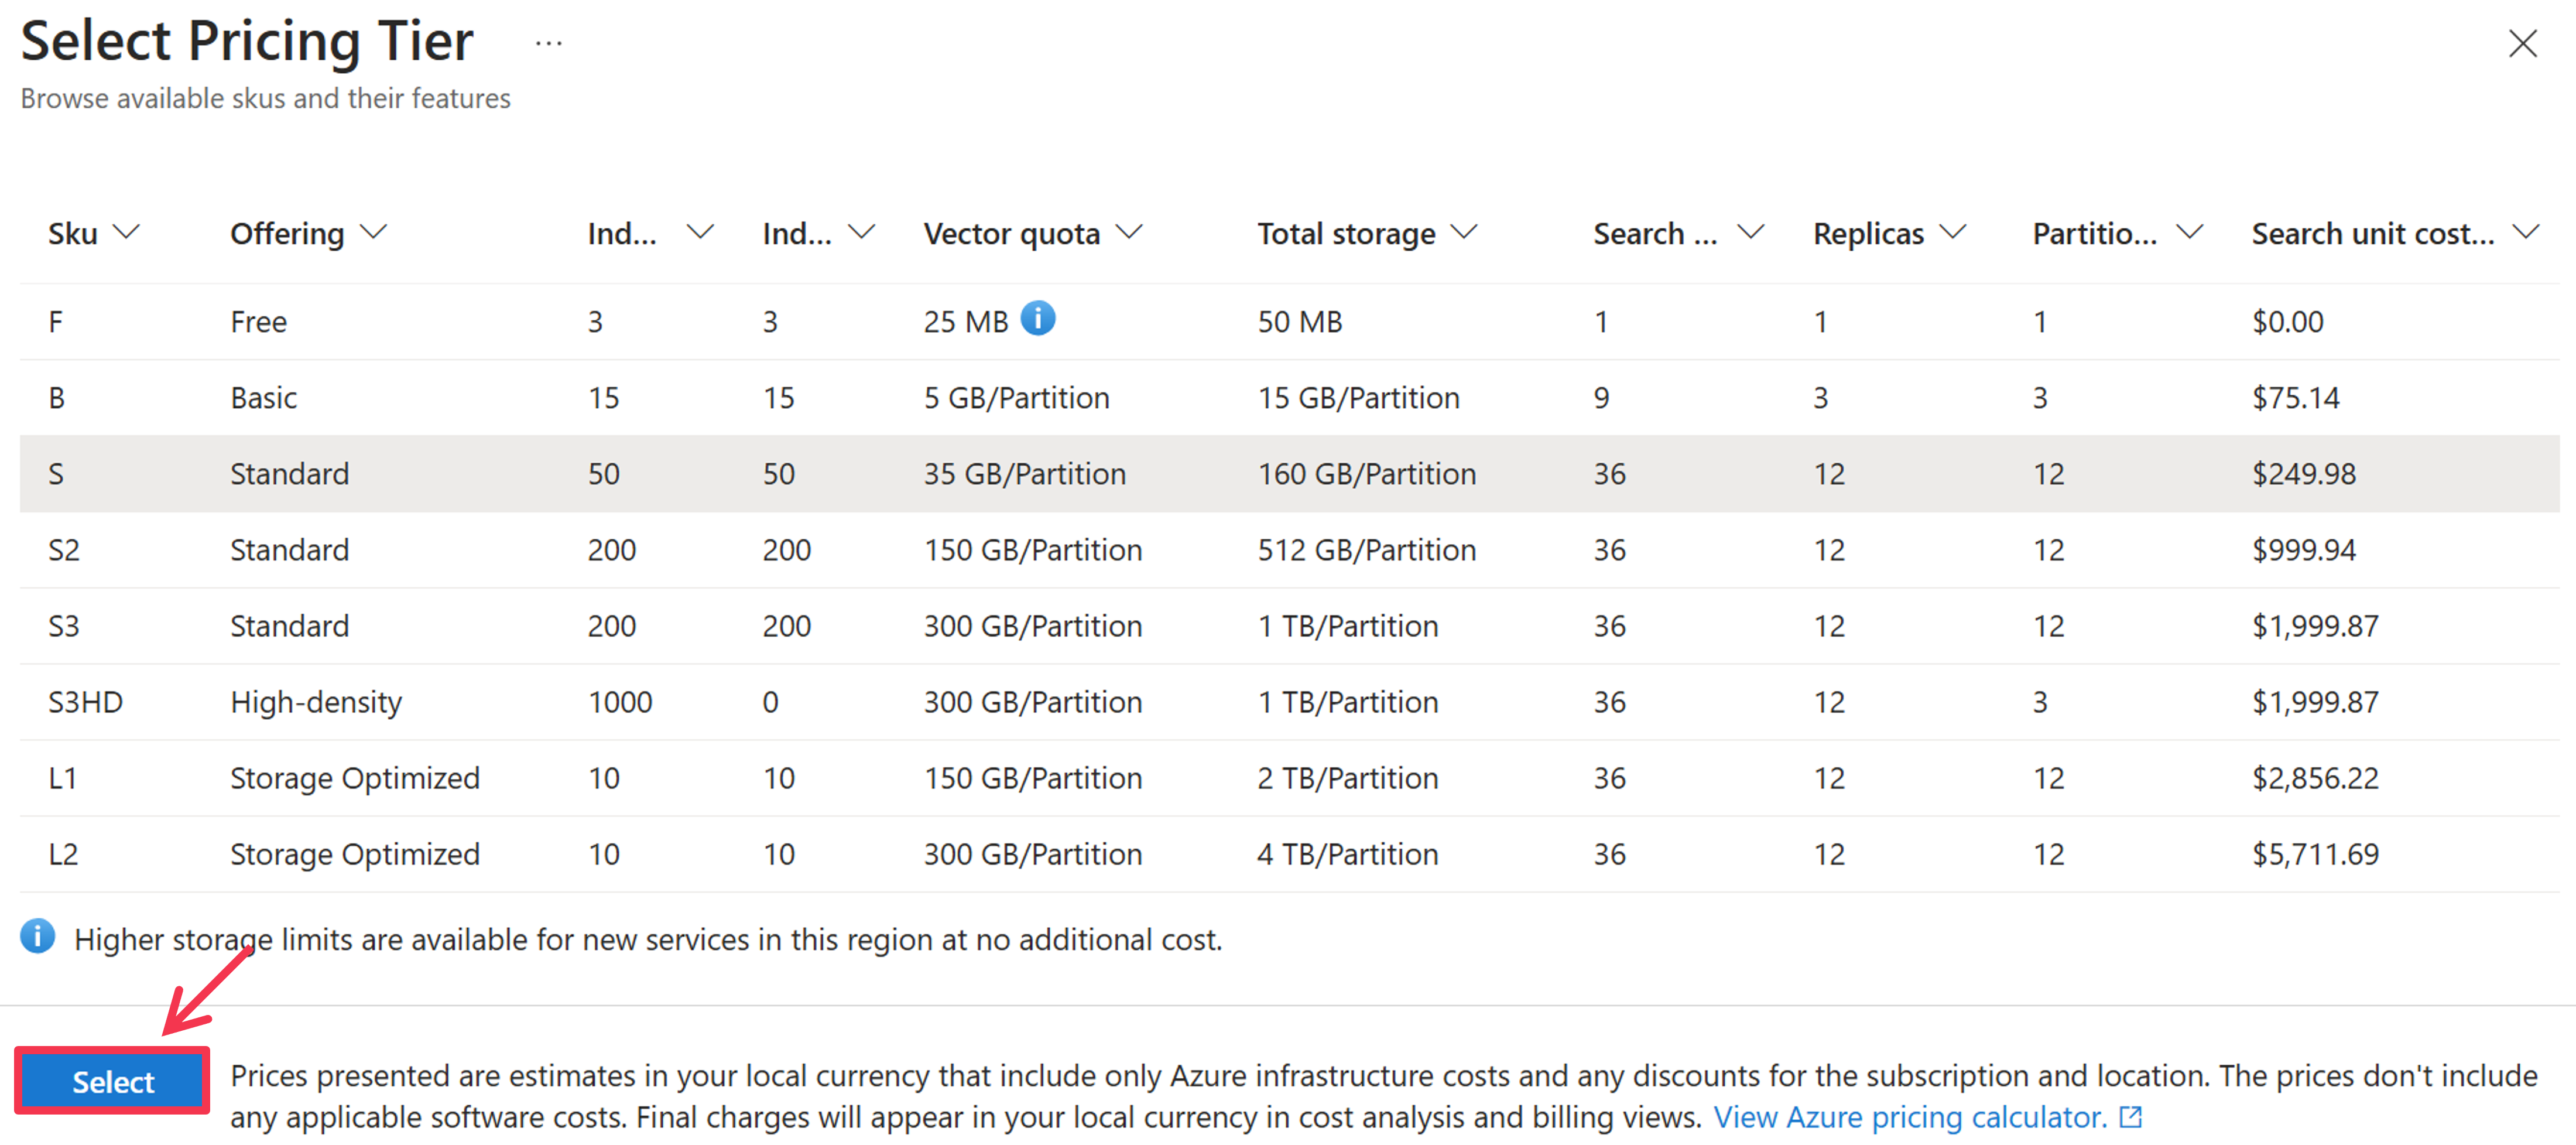 Select Pricing Tier ...
Browse available skus and their features
Sku Offering Ind... Ind... Vector quota Total storage Search ... Replicas Partitio... Search unit cost...
F Free 3 3 25 MB 50 MB 1 1 1 $0.00
B Basic 15 15 5 GB/Partition 15 GB/Partition 9 3 3 $75.14
S Standard 50 50 35 GB/Partition 160 GB/Partition 36 12 12 $249.98
S2 Standard 200 200 150 GB/Partition 512 GB/Partition 36 12 12 $999.94
S3 Standard 200 200 300 GB/Partition 1 TB/Partition 36 12 12 $1,999.87
S3HD High-density 1000 0 300 GB/Partition 1 TB/Partition 36 12 3 $1,999.87
L1 Storage Optimized 10 10 150 GB/Partition 2 TB/Partition 36 12 12 $2,856.22
L2 Storage Optimized 10 10 300 GB/Partition 4 TB/Partition 36 12 12 $5,711.69
Higher storage limits are available for new services in this region at no additional cost.
Select
Prices presented are estimates in your local currency that include only Azure infrastructure costs and any discounts for the subscription and location. The prices don't include
any applicable software costs. Final charges will appear in your local currency in cost analysis and billing views. View Azure pricing calculator.